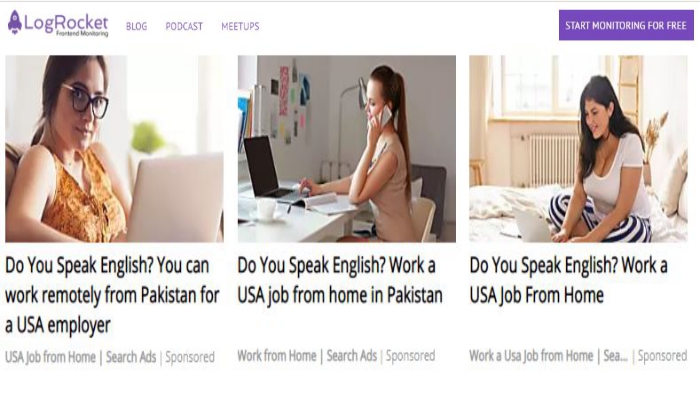 LogRocket
Frontend Monitoring
BLOG
PODCAST
MEETUPS
START MONITORING FOR FREE
Do You Speak English? You can
work remotely from Pakistan for
a USA employer
USA Job from Home | Search Ads | Sponsored
Do You Speak English? Work a
USA job from home in Pakistan
Work from Home | Search Ads | Sponsored
Do You Speak English? Work a
USA Job From Home
Work a Usa Job from Home | Sea... | Sponsored